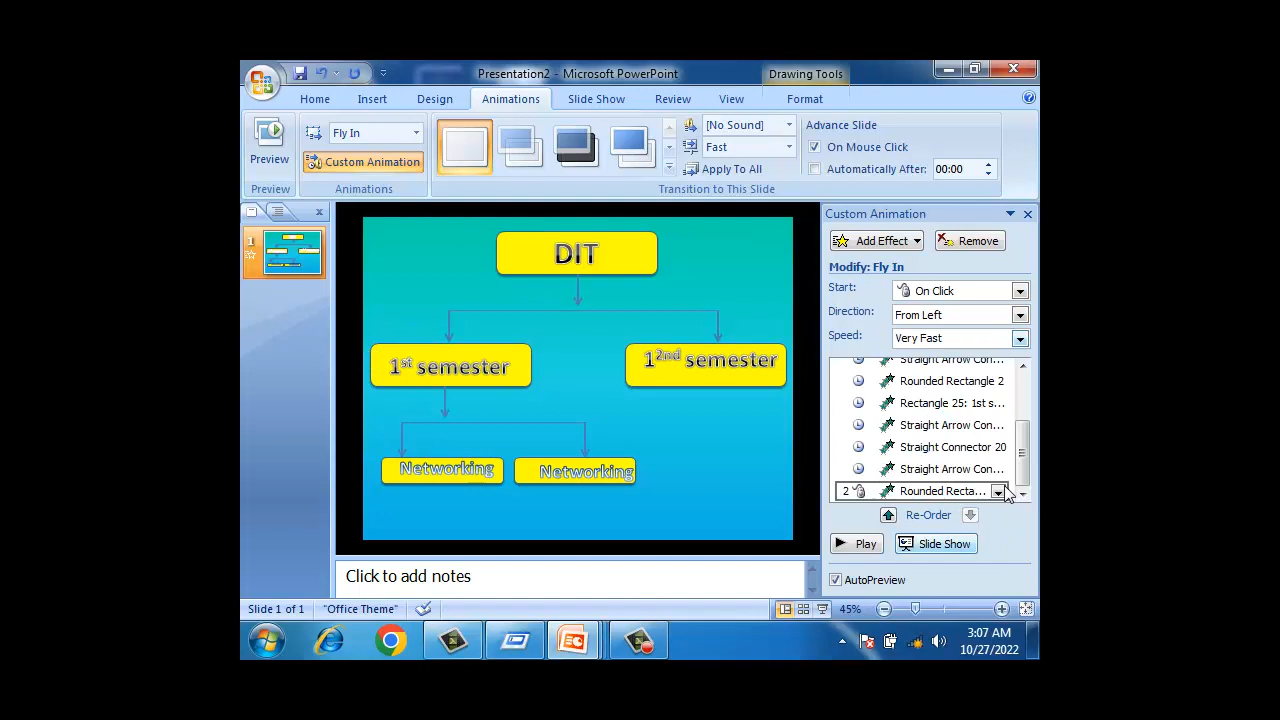 Presentation2 - Microsoft PowerPoint
Drawing Tools
Home Insert Design Animations Slide Show Review View Format
Preview
Fly In
Custom Animation
[No Sound]
Fast
Apply To All
Advance Slide
On Mouse Click
Automatically After: 00:00
Preview Animations Transition to This Slide
1
DIT
1st semester
12nd semester
Networking
Networking
Custom Animation
Add Effect Remove
Modify: Fly In
Start: On Click
Direction: From Left
Speed: Very Fast
Straight Arrow Con...
Rounded Rectangle 2
Rectangle 25: 1st s...
Straight Arrow Con...
Straight Connector 20
Straight Arrow Con...
2 Rounded Recta...
Re-Order
Play Slide Show
AutoPreview
Click to add notes
Slide 1 of 1 "Office Theme" 45%
3:07 AM
10/27/2022